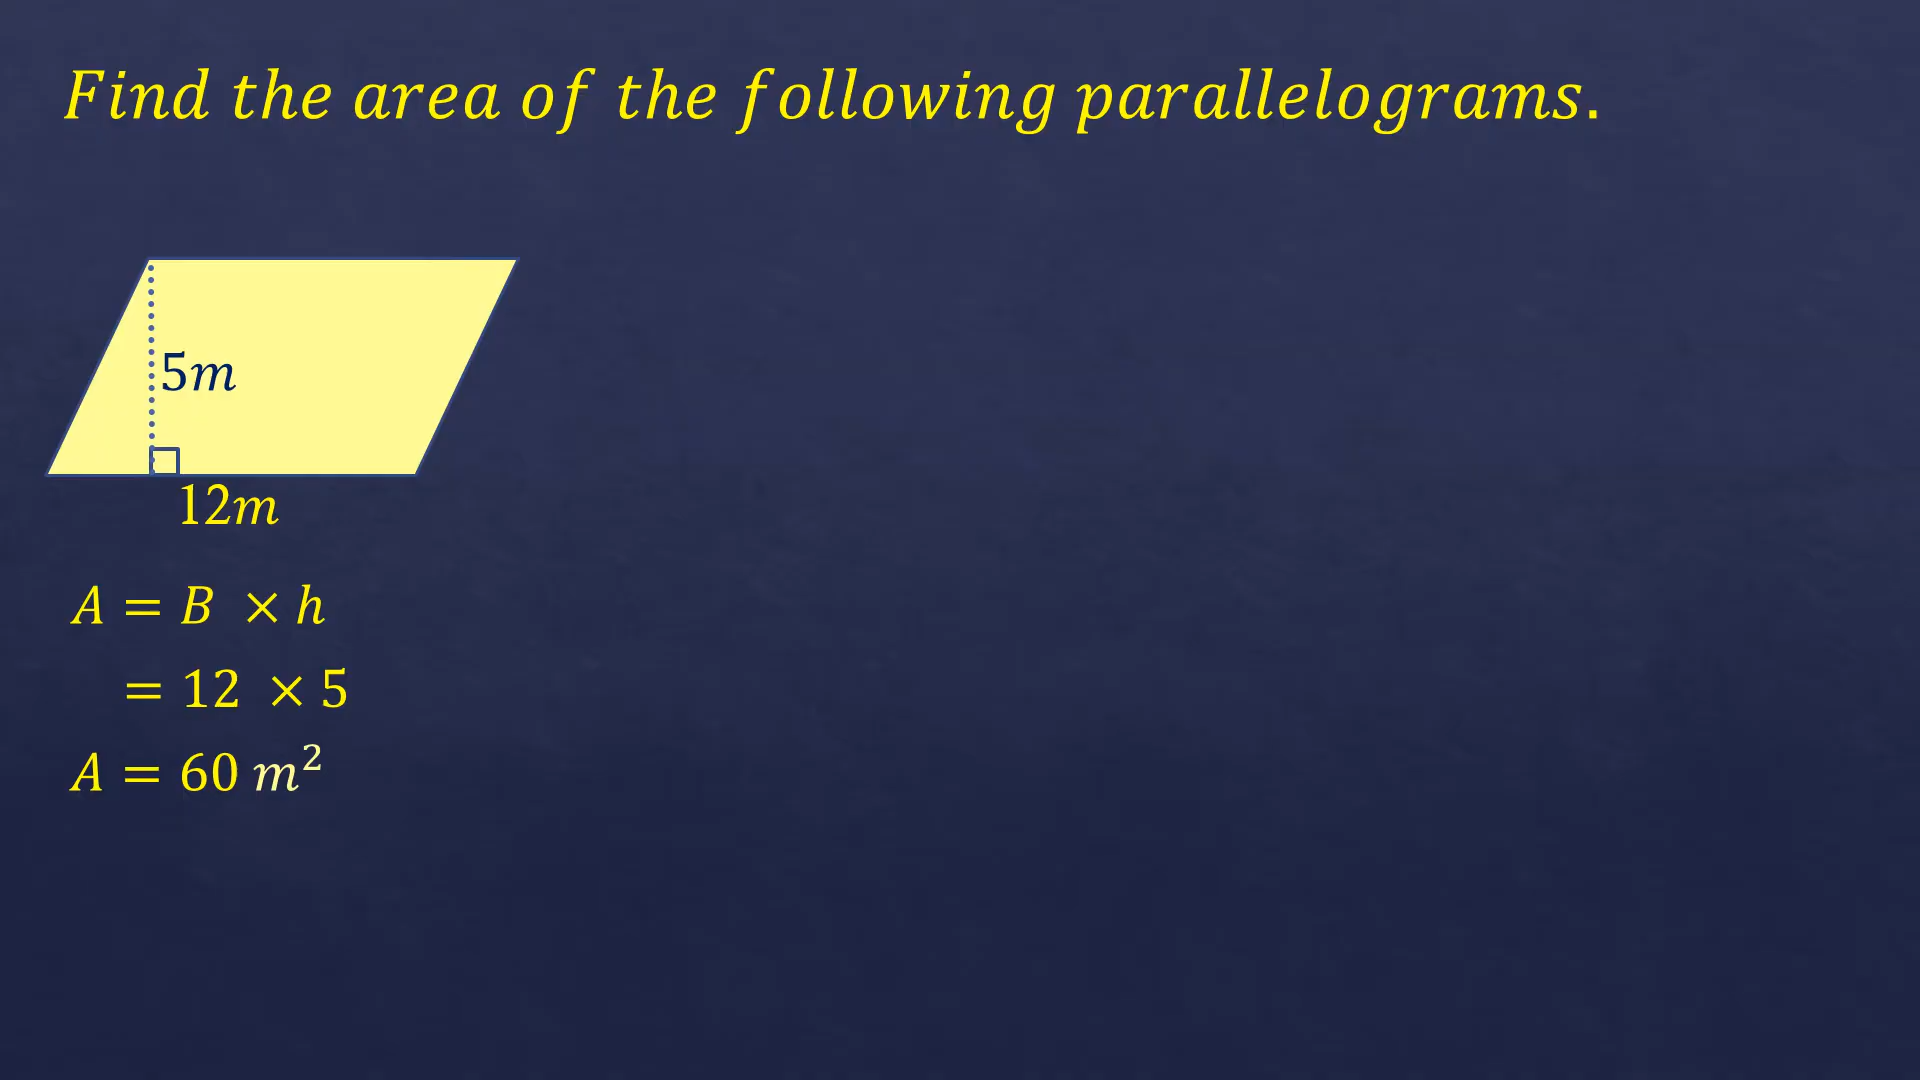 Find the area of the following parallelograms.
5m
12m
A = B × h
= 12 × 5
A = 60 m²